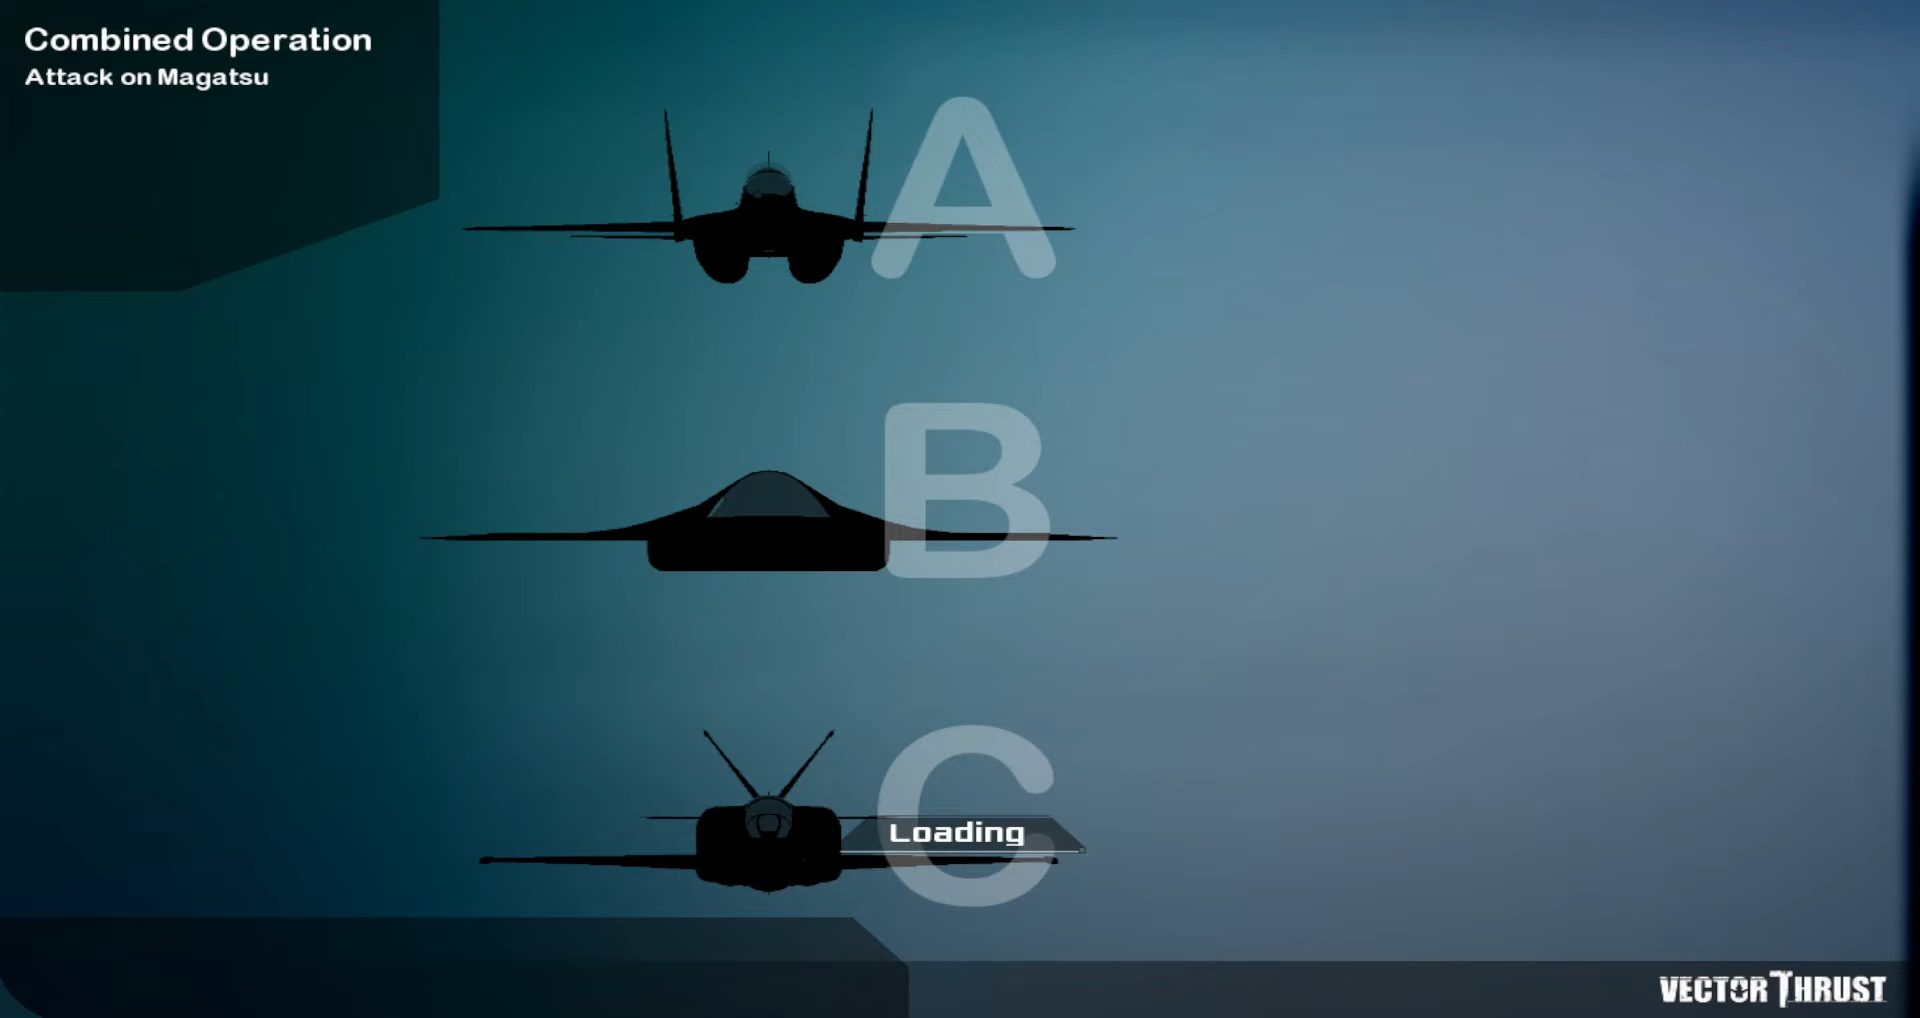 Combined Operation
Attack on Magatsu
A
B
C
Loading
VECTOR THRUST